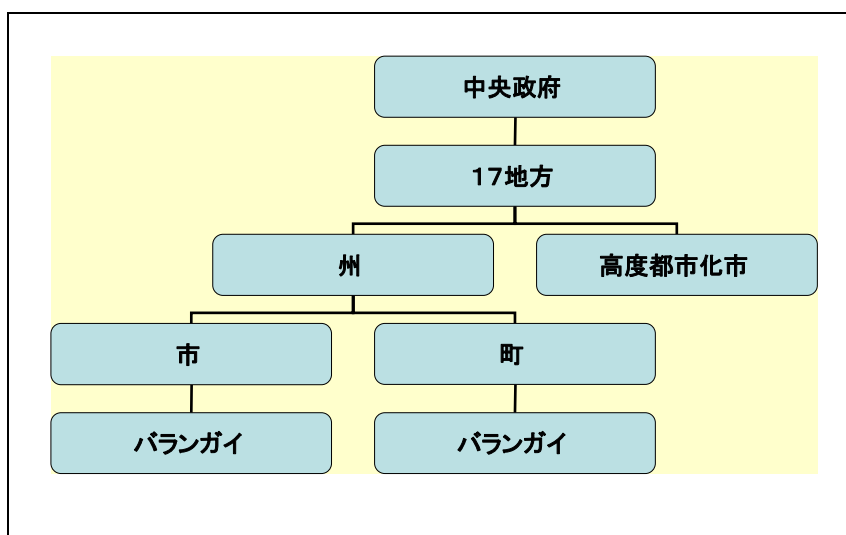 中央政府
１７地方
州
高度都市化市
市
町
バランガイ
バランガイ